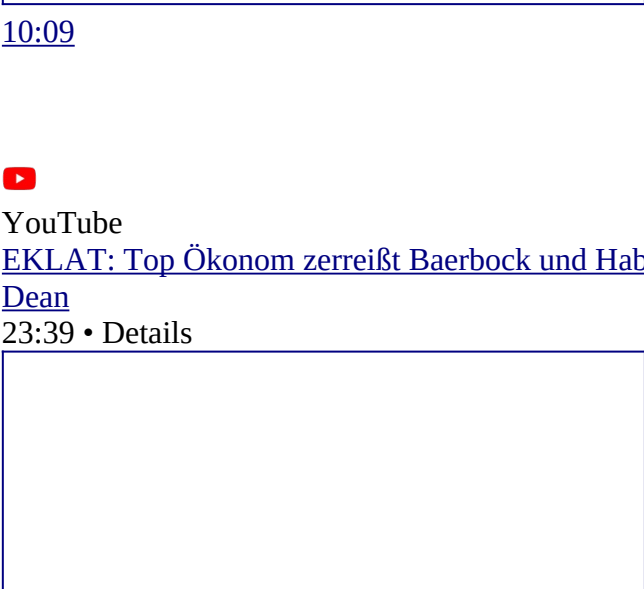 10:09
YouTube
EKLAT: Top Ökonom zerreißt Baerbock und Hab
Dean
23:39 • Details